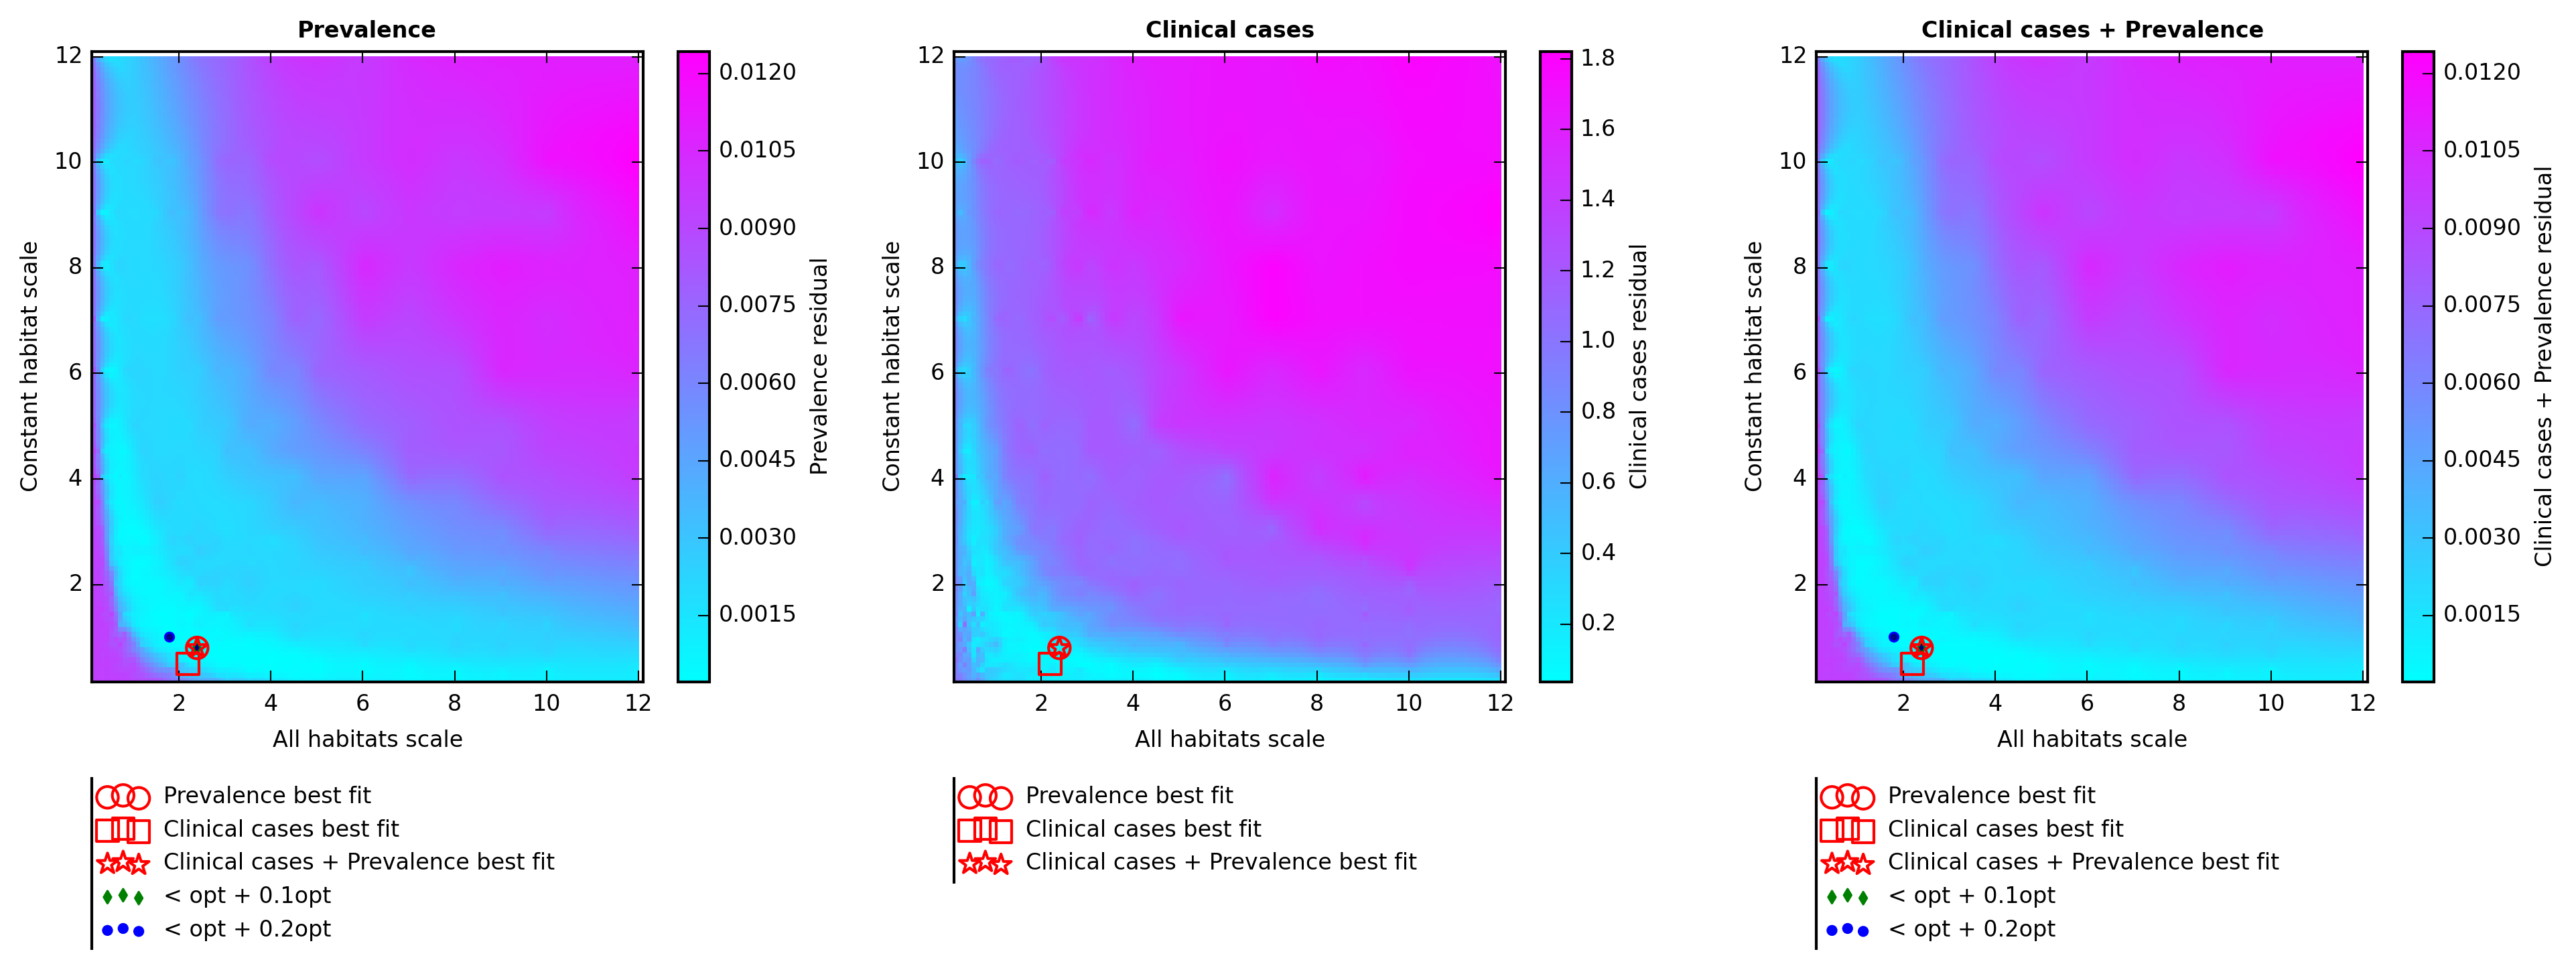 Prevalence
12
10
8
6
4
2
2 4 6 8 10 12
Constant habitat scale
All habitats scale
0.0120
0.0105
0.0090
0.0075
0.0060
0.0045
0.0030
0.0015
Prevalence residual
Prevalence best fit
Clinical cases best fit
Clinical cases + Prevalence best fit
< opt + 0.1opt
< opt + 0.2opt
Clinical cases
12
10
8
6
4
2
2 4 6 8 10 12
Constant habitat scale
All habitats scale
1.8
1.6
1.4
1.2
1.0
0.8
0.6
0.4
0.2
Clinical cases residual
Prevalence best fit
Clinical cases best fit
Clinical cases + Prevalence best fit
Clinical cases + Prevalence
12
10
8
6
4
2
2 4 6 8 10 12
Constant habitat scale
All habitats scale
0.0120
0.0105
0.0090
0.0075
0.0060
0.0045
0.0030
0.0015
Clinical cases + Prevalence residual
Prevalence best fit
Clinical cases best fit
Clinical cases + Prevalence best fit
< opt + 0.1opt
< opt + 0.2opt